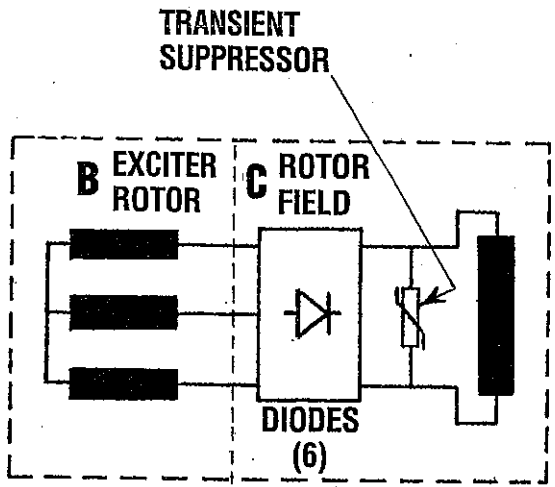 TRANSIENT
SUPPRESSOR
B EXCITER
ROTOR
C ROTOR
FIELD
DIODES
(6)